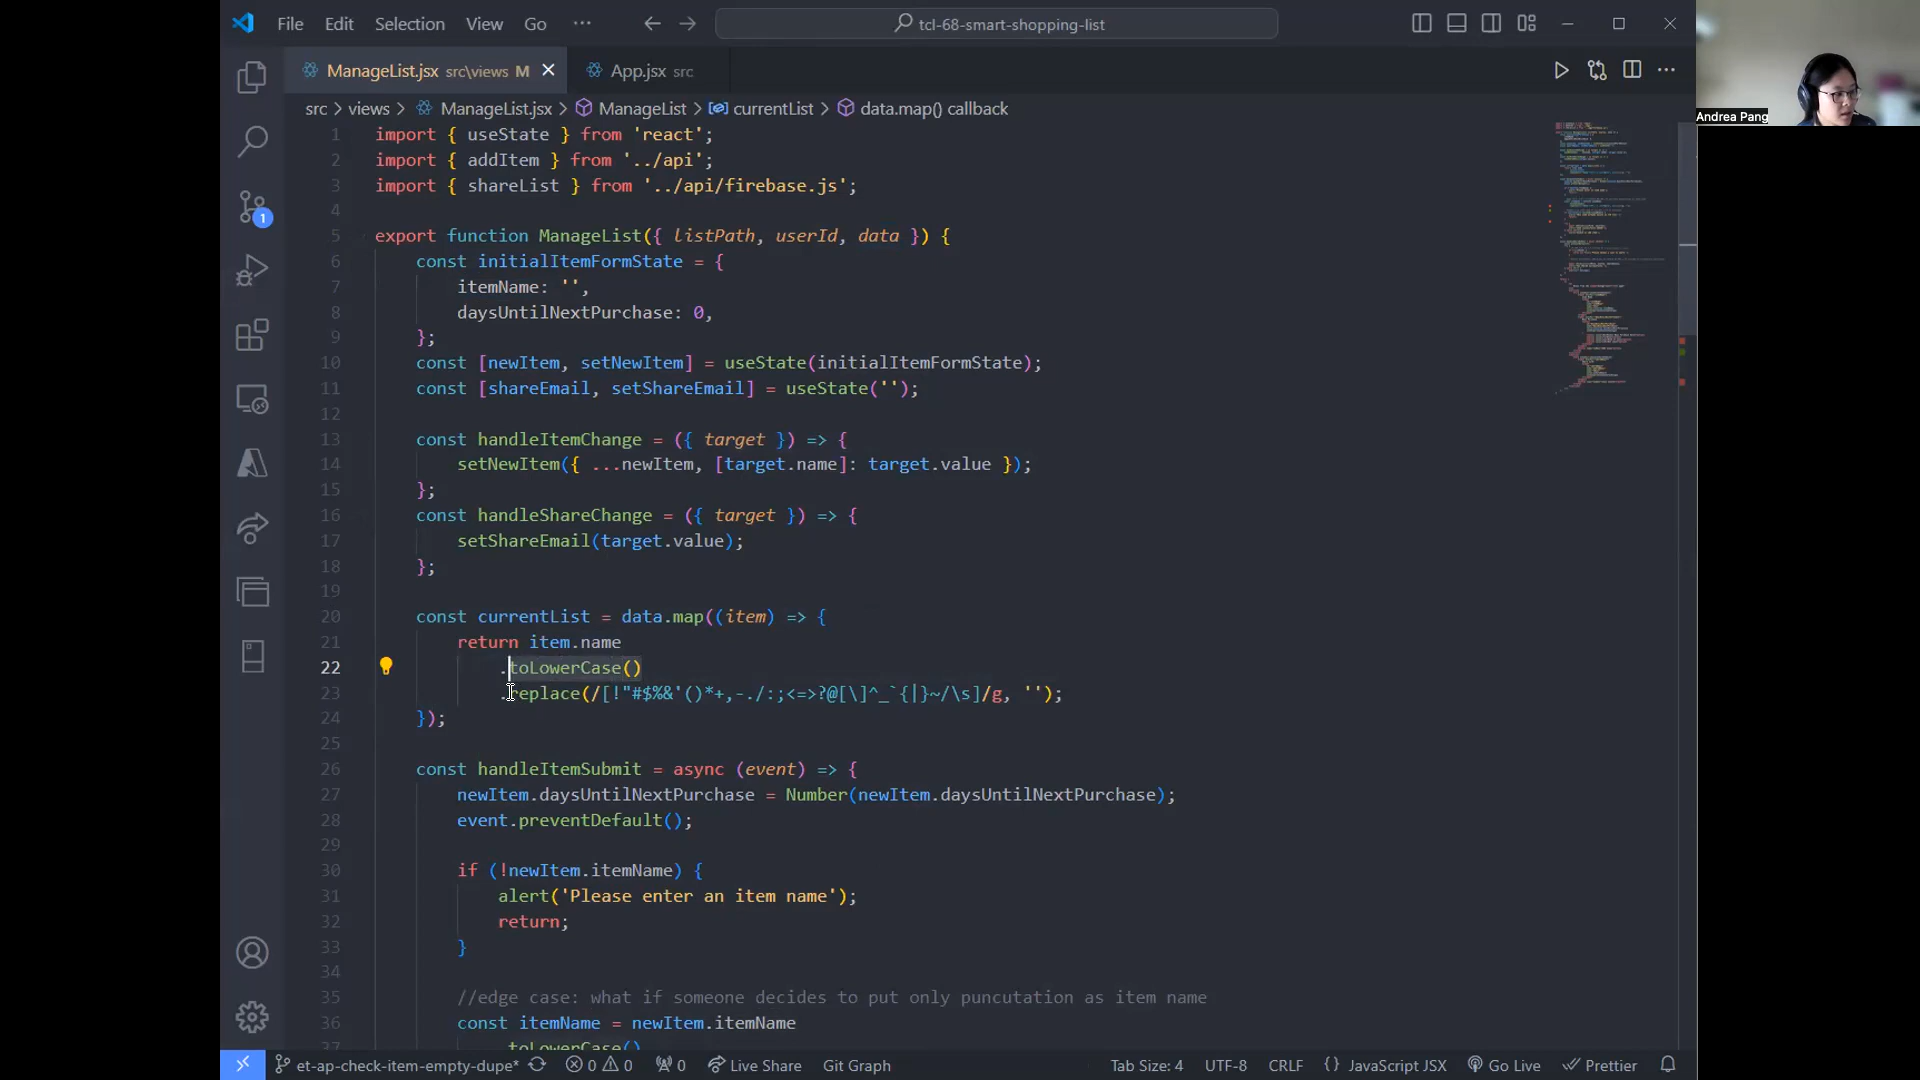 File Edit Selection View Go ···
tcl-68-smart-shopping-list
ManageList.jsx src\views M
App.jsx src
src > views > ManageList.jsx > ManageList > currentList > data.map() callback
Andrea Pang
1 import { useState } from 'react';
2 import { addItem } from '../api';
3 import { shareList } from '../api/firebase.js';
4
5 export function ManageList({ listPath, userId, data }) {
6 const initialItemFormState = {
7 itemName: '',
8 daysUntilNextPurchase: 0,
9 };
10 const [newItem, setNewItem] = useState(initialItemFormState);
11 const [shareEmail, setShareEmail] = useState('');
12
13 const handleItemChange = ({ target }) => {
14 setNewItem({ ...newItem, [target.name]: target.value });
15 };
16 const handleShareChange = ({ target }) => {
17 setShareEmail(target.value);
18 };
19
20 const currentList = data.map((item) => {
21 return item.name
22 .toLowerCase()
23 .replace(/[!"#$%&'()*+,-./:;<=>?@[\]^_`{|}~/\s]/g, '');
24 });
25
26 const handleItemSubmit = async (event) => {
27 newItem.daysUntilNextPurchase = Number(newItem.daysUntilNextPurchase);
28 event.preventDefault();
29
30 if (!newItem.itemName) {
31 alert('Please enter an item name');
32 return;
33 }
34
35 //edge case: what if someone decides to put only puncutation as item name
36 const itemName = newItem.itemName
37 .toLowerCase()
1
et-ap-check-item-empty-dupe* 0 0 0 Live Share Git Graph
Tab Size: 4 UTF-8 CRLF {} JavaScript JSX Go Live Prettier